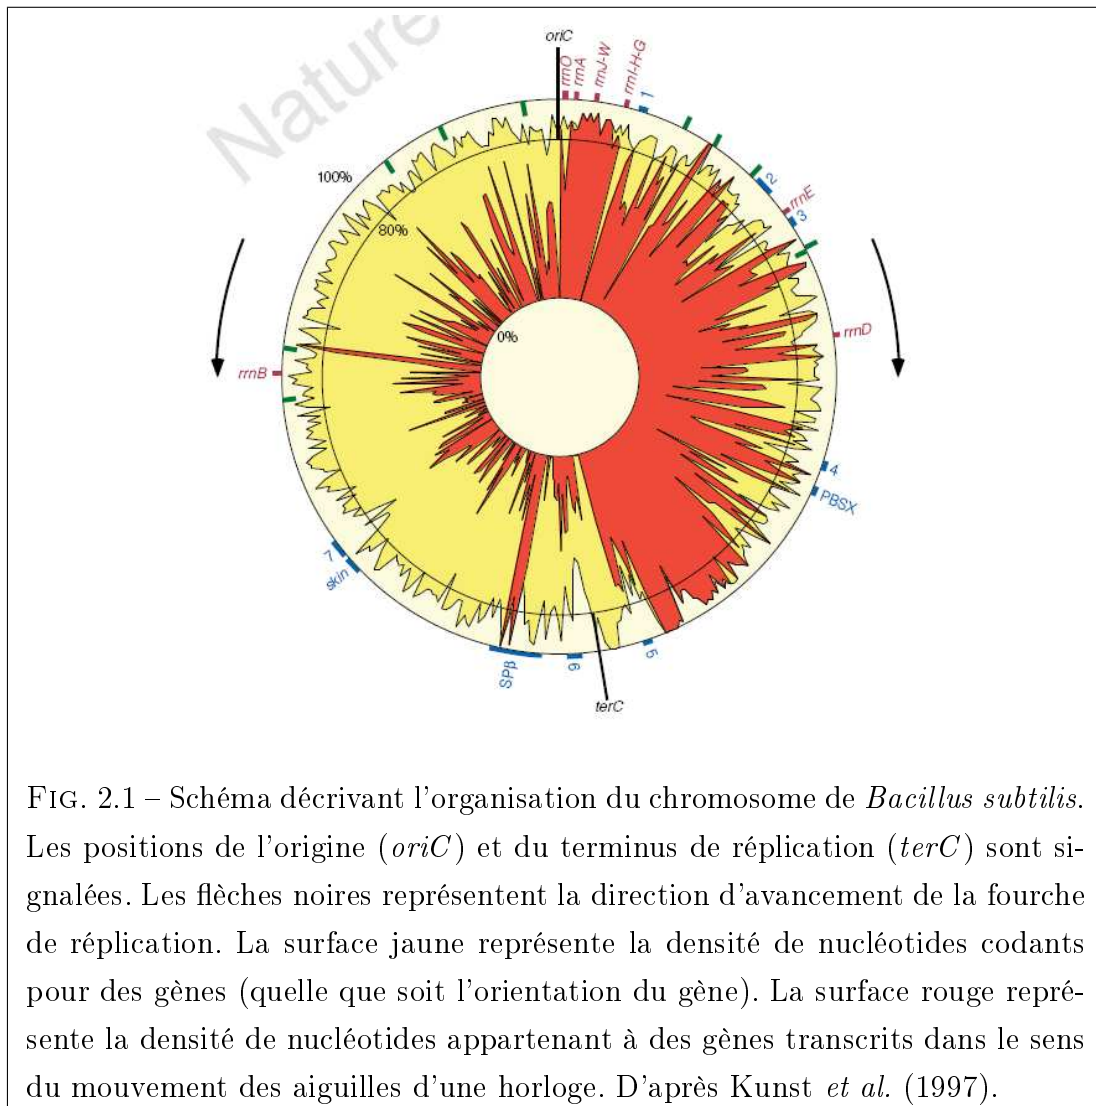 Nature
oriC
rrnO
rrnA
rrnJ-W
rrnI-H-G
1
2
rrnE
3
100%
80%
0%
rrnD
rrnB
4
PBSX
7
skin
SPβ
6
5
terC
FIG. 2.1 – Schéma décrivant l'organisation du chromosome de Bacillus subtilis.
Les positions de l'origine (oriC) et du terminus de réplication (terC) sont si-
gnalées. Les flèches noires représentent la direction d'avancement de la fourche
de réplication. La surface jaune représente la densité de nucléotides codants
pour des gènes (quelle que soit l'orientation du gène). La surface rouge repré-
sente la densité de nucléotides appartenant à des gènes transcrits dans le sens
du mouvement des aiguilles d'une horloge. D'après Kunst et al. (1997).